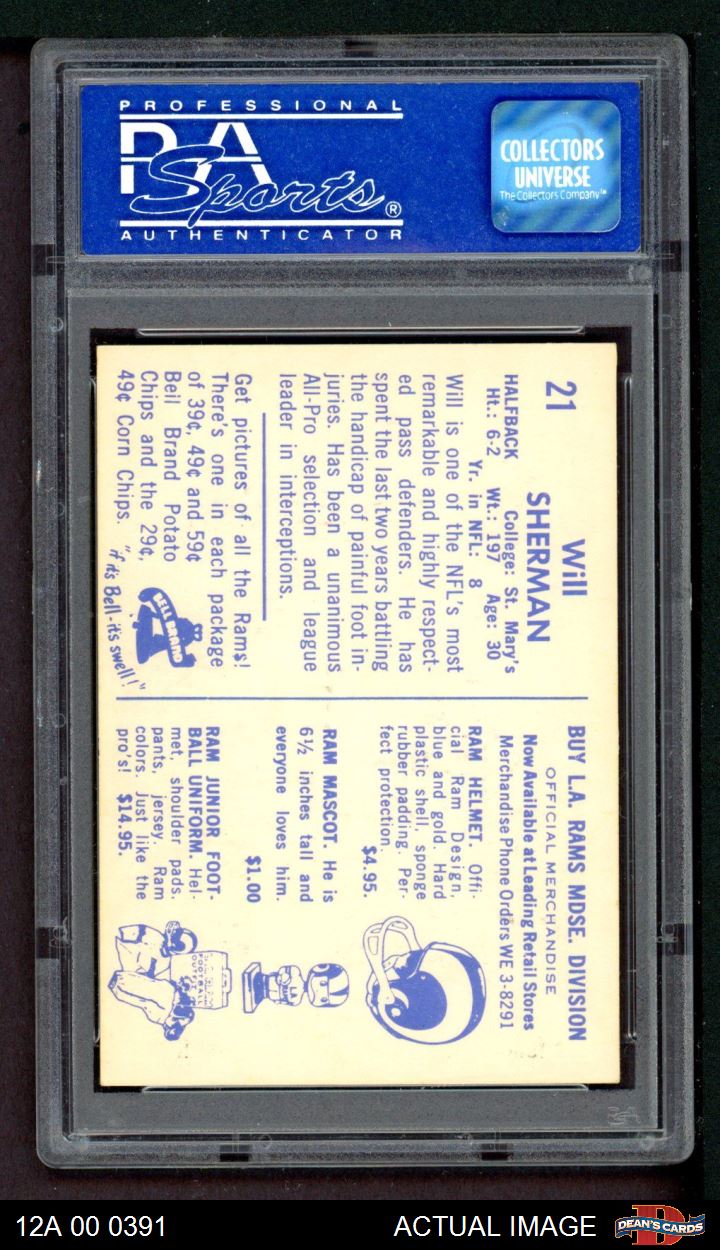 PROFESSIONAL
PSA
Sports®
AUTHENTICATOR
COLLECTORS
UNIVERSE
The Collectors Company™
21
Will
SHERMAN
HALFBACK College: St. Mary's
Ht.: 6-2 Wt.: 197 Age: 30
Yr. in NFL: 8
Will is one of the NFL's most
remarkable and highly respect-
ed pass defenders. He has
spent the last two years battling
the handicap of painful foot in-
juries. Has been a unanimous
All-Pro selection and league
leader in interceptions.
Get pictures of all the Rams!
There's one in each package
of 39¢, 49¢ and 59¢
Bell Brand Potato
Chips and the 29¢,
49¢ Corn Chips.
BELL BRAND
"if it's Bell-it's swell!"
BUY L.A. RAMS MDSE. DIVISION
OFFICIAL MERCHANDISE
Now Available at Leading Retail Stores
Merchandise Phone Orders WE 3-8291
RAM HELMET. Offi-
cial Ram Design,
blue and gold. Hard
plastic shell, sponge
rubber padding. Per-
fect protection.
$4.95.
RAM MASCOT. He is
6½ inches tall and
everyone loves him.
$1.00
RAM JUNIOR FOOT-
BALL UNIFORM. Hel-
met, shoulder pads,
pants, jersey. Ram
colors. Just like the
pro's! $14.95.
FOOTBALL
OUTFIT
12A 00 0391
ACTUAL IMAGE
DEAN'S CARDS